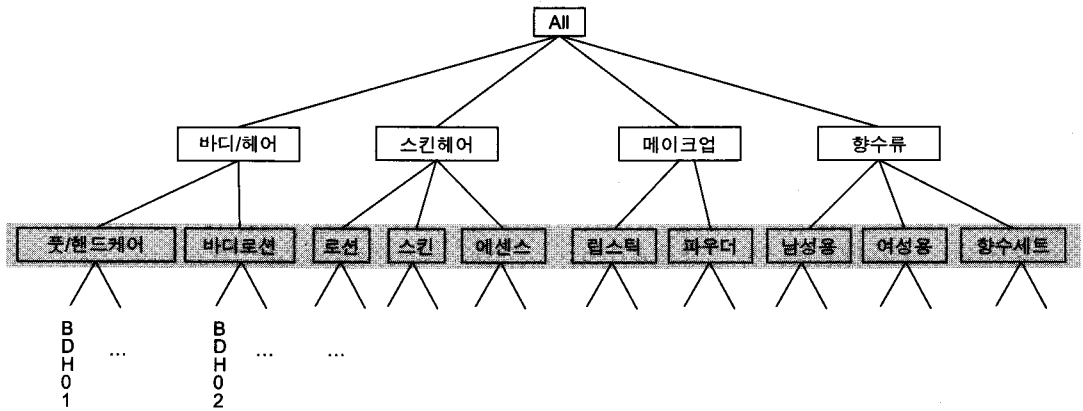 All
바디/헤어 스킨헤어 메이크업 향수류
풋/핸드케어 바디로션 로션 스킨 에센스 립스틱 파우더 남성용 여성용 향수세트
B D H 0 1 ... B D H 0 2 ... ...